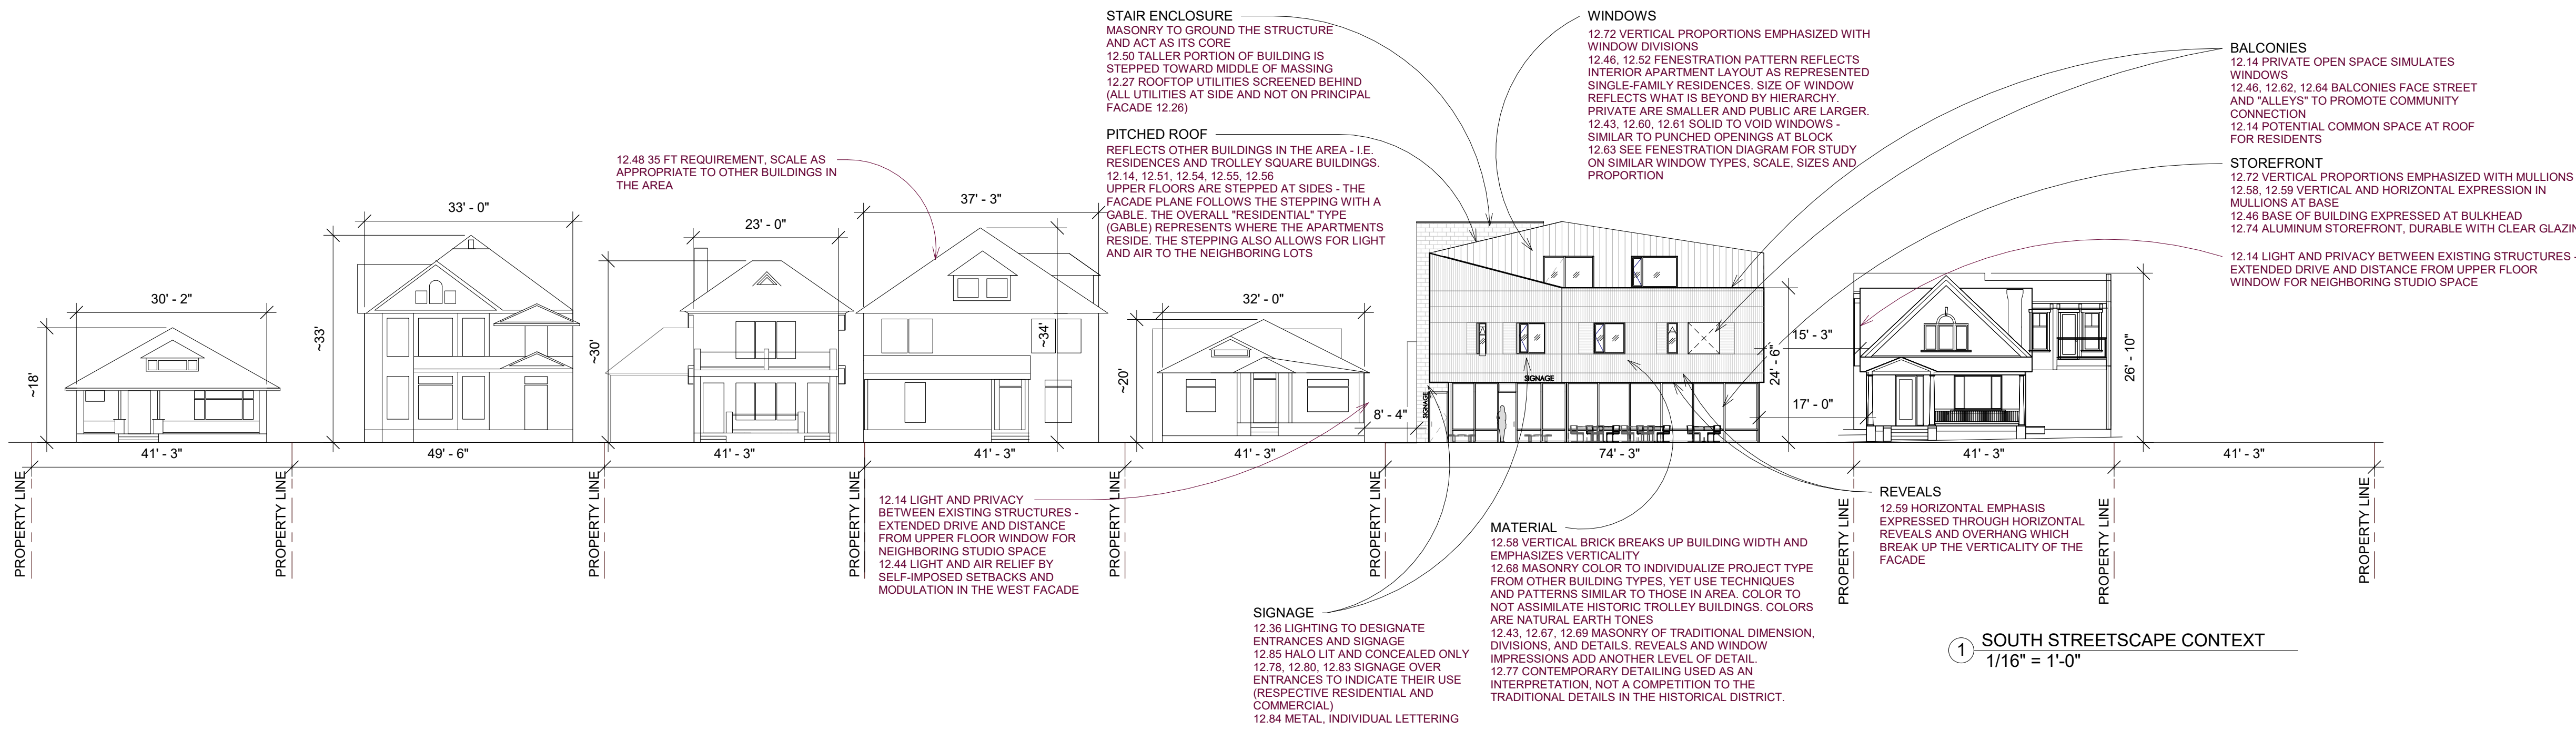 STAIR ENCLOSURE
MASONRY TO GROUND THE STRUCTURE
AND ACT AS ITS CORE
12.50 TALLER PORTION OF BUILDING IS
STEPPED TOWARD MIDDLE OF MASSING
12.27 ROOFTOP UTILITIES SCREENED BEHIND
(ALL UTILITIES AT SIDE AND NOT ON PRINCIPAL
FACADE 12.26)
PITCHED ROOF
REFLECTS OTHER BUILDINGS IN THE AREA - I.E.
RESIDENCES AND TROLLEY SQUARE BUILDINGS.
12.14, 12.51, 12.54, 12.55, 12.56
UPPER FLOORS ARE STEPPED AT SIDES - THE
FACADE PLANE FOLLOWS THE STEPPING WITH A
GABLE. THE OVERALL "RESIDENTIAL" TYPE
(GABLE) REPRESENTS WHERE THE APARTMENTS
RESIDE. THE STEPPING ALSO ALLOWS FOR LIGHT
AND AIR TO THE NEIGHBORING LOTS
WINDOWS
12.72 VERTICAL PROPORTIONS EMPHASIZED WITH
WINDOW DIVISIONS
12.46, 12.52 FENESTRATION PATTERN REFLECTS
INTERIOR APARTMENT LAYOUT AS REPRESENTED
SINGLE-FAMILY RESIDENCES. SIZE OF WINDOW
REFLECTS WHAT IS BEYOND BY HIERARCHY.
PRIVATE ARE SMALLER AND PUBLIC ARE LARGER.
12.43, 12.60, 12.61 SOLID TO VOID WINDOWS -
SIMILAR TO PUNCHED OPENINGS AT BLOCK
12.63 SEE FENESTRATION DIAGRAM FOR STUDY
ON SIMILAR WINDOW TYPES, SCALE, SIZES AND
PROPORTION
BALCONIES
12.14 PRIVATE OPEN SPACE SIMULATES
WINDOWS
12.46, 12.62, 12.64 BALCONIES FACE STREET
AND "ALLEYS" TO PROMOTE COMMUNITY
CONNECTION
12.14 POTENTIAL COMMON SPACE AT ROOF
FOR RESIDENTS
STOREFRONT
12.72 VERTICAL PROPORTIONS EMPHASIZED WITH MULLIONS
12.58, 12.59 VERTICAL AND HORIZONTAL EXPRESSION IN
MULLIONS AT BASE
12.46 BASE OF BUILDING EXPRESSED AT BULKHEAD
12.74 ALUMINUM STOREFRONT, DURABLE WITH CLEAR GLAZIN
12.14 LIGHT AND PRIVACY BETWEEN EXISTING STRUCTURES -
EXTENDED DRIVE AND DISTANCE FROM UPPER FLOOR
WINDOW FOR NEIGHBORING STUDIO SPACE
12.48 35 FT REQUIREMENT, SCALE AS
APPROPRIATE TO OTHER BUILDINGS IN
THE AREA
30' - 2"
33' - 0"
23' - 0"
37' - 3"
32' - 0"
~18'
~33'
~30'
~34'
~20'
8' - 4"
SIGNAGE
SIGNAGE
15' - 3"
24' - 6"
17' - 0"
26' - 10"
41' - 3"
49' - 6"
41' - 3"
41' - 3"
41' - 3"
74' - 3"
41' - 3"
41' - 3"
PROPERTY LINE
PROPERTY LINE
PROPERTY LINE
PROPERTY LINE
PROPERTY LINE
PROPERTY LINE
PROPERTY LINE
PROPERTY LINE
PROPERTY LINE
12.14 LIGHT AND PRIVACY
BETWEEN EXISTING STRUCTURES -
EXTENDED DRIVE AND DISTANCE
FROM UPPER FLOOR WINDOW FOR
NEIGHBORING STUDIO SPACE
12.44 LIGHT AND AIR RELIEF BY
SELF-IMPOSED SETBACKS AND
MODULATION IN THE WEST FACADE
SIGNAGE
12.36 LIGHTING TO DESIGNATE
ENTRANCES AND SIGNAGE
12.85 HALO LIT AND CONCEALED ONLY
12.78, 12.80, 12.83 SIGNAGE OVER
ENTRANCES TO INDICATE THEIR USE
(RESPECTIVE RESIDENTIAL AND
COMMERCIAL)
12.84 METAL, INDIVIDUAL LETTERING
MATERIAL
12.58 VERTICAL BRICK BREAKS UP BUILDING WIDTH AND
EMPHASIZES VERTICALITY
12.68 MASONRY COLOR TO INDIVIDUALIZE PROJECT TYPE
FROM OTHER BUILDING TYPES, YET USE TECHNIQUES
AND PATTERNS SIMILAR TO THOSE IN AREA. COLOR TO
NOT ASSIMILATE HISTORIC TROLLEY BUILDINGS. COLORS
ARE NATURAL EARTH TONES
12.43, 12.67, 12.69 MASONRY OF TRADITIONAL DIMENSION,
DIVISIONS, AND DETAILS. REVEALS AND WINDOW
IMPRESSIONS ADD ANOTHER LEVEL OF DETAIL.
12.77 CONTEMPORARY DETAILING USED AS AN
INTERPRETATION, NOT A COMPETITION TO THE
TRADITIONAL DETAILS IN THE HISTORICAL DISTRICT.
REVEALS
12.59 HORIZONTAL EMPHASIS
EXPRESSED THROUGH HORIZONTAL
REVEALS AND OVERHANG WHICH
BREAK UP THE VERTICALITY OF THE
FACADE
1 SOUTH STREETSCAPE CONTEXT
1/16" = 1'-0"